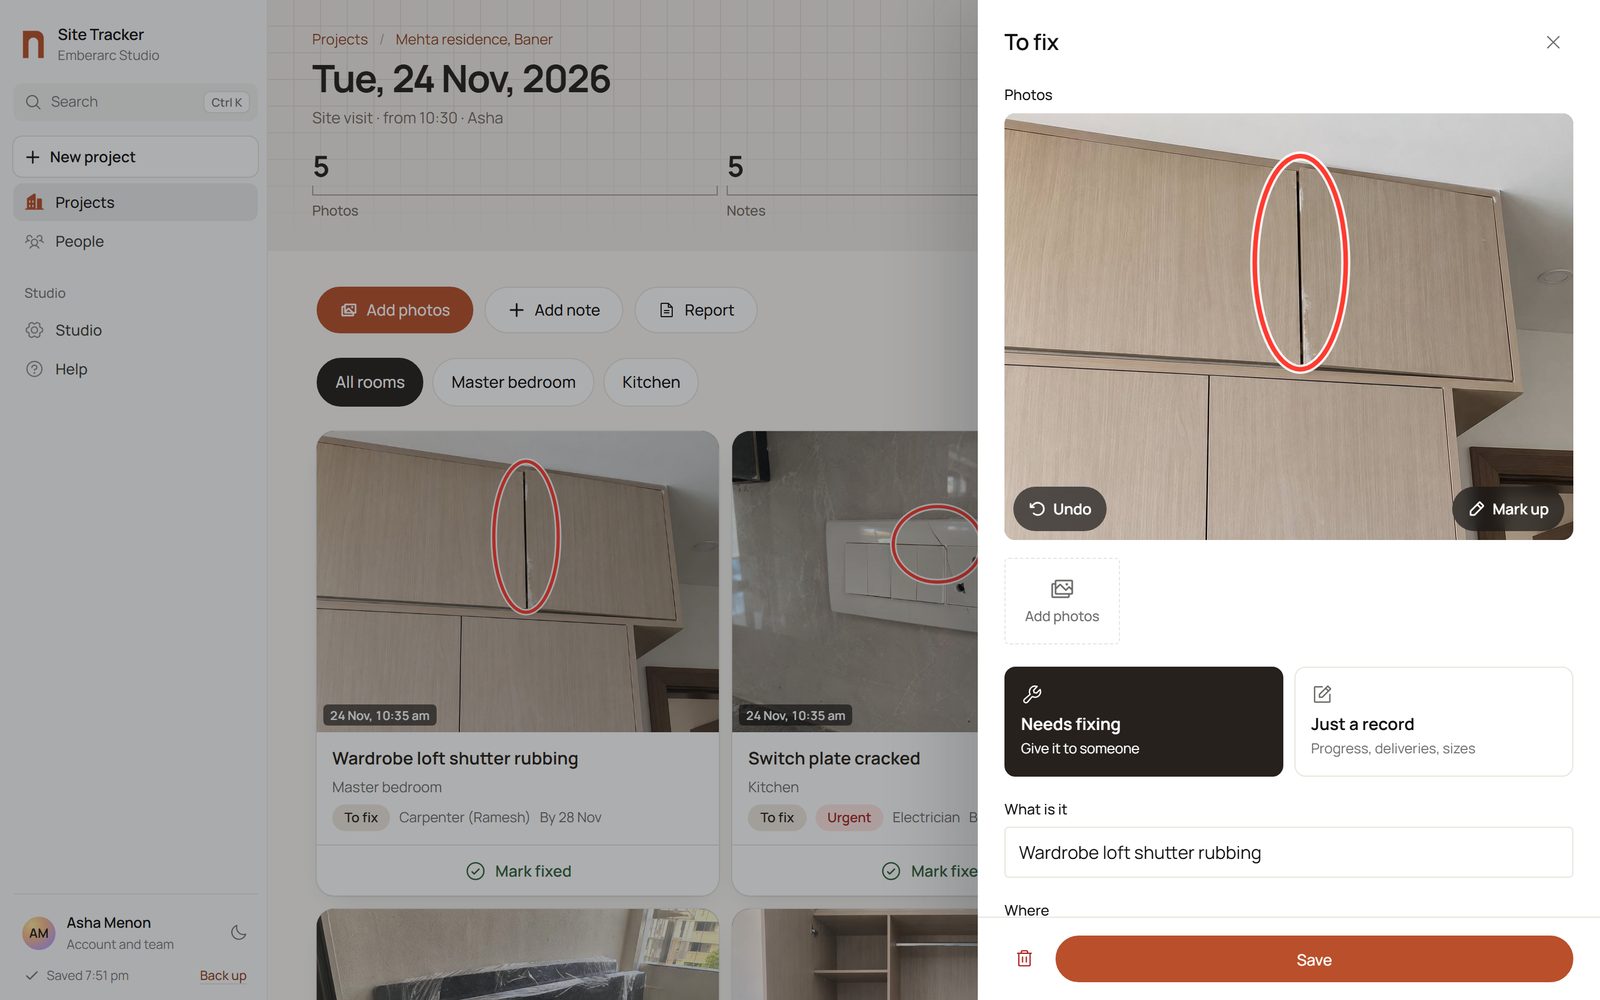 Site Tracker
Emberarc Studio
Search
Ctrl K
New project
Projects
People
Studio
Studio
Help
Asha Menon
AM
Account and team
Saved 7:51 pm
Back up
Projects / Mehta residence, Baner
Tue, 24 Nov, 2026
Site visit · from 10:30 · Asha
5
Photos
5
Notes
Add photos
Add note
Report
All rooms
Master bedroom
Kitchen
24 Nov, 10:35 am
Wardrobe loft shutter rubbing
Master bedroom
To fix
Carpenter (Ramesh)
By 28 Nov
Mark fixed
24 Nov, 10:35 am
Switch plate cracked
Kitchen
To fix
Urgent
Electrician
Mark fixe
To fix
Photos
Undo
Mark up
Add photos
Needs fixing
Give it to someone
Just a record
Progress, deliveries, sizes
What is it
Wardrobe loft shutter rubbing
Where
Save